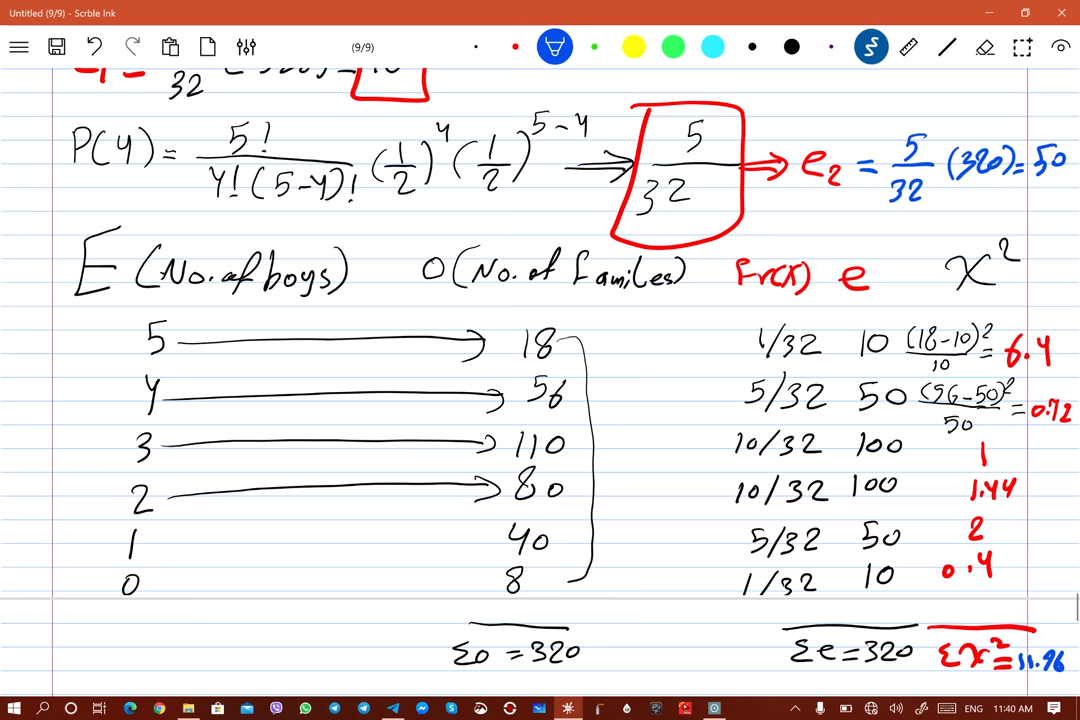 Untitled (9/9) - Scrble Ink
(9/9)
32
P(4) = 5! / 4!(5-4)! (1/2)^4 (1/2)^5-4 ⟹ 5/32 ⟹ e2 = 5/32 (320) = 50
E (No. of boys) O (No. of families) Pr(X) e χ²
5 → 18 1/32 10 (18-10)²/10 = 6.4
4 → 56 5/32 50 (56-50)²/50 = 0.72
3 → 110 10/32 100 1
2 → 80 10/32 100 1.44
1 40 5/32 50 2
0 8 1/32 10 0.4
Σo = 320 Σe = 320 Σχ² = 11.96
ENG 11:40 AM